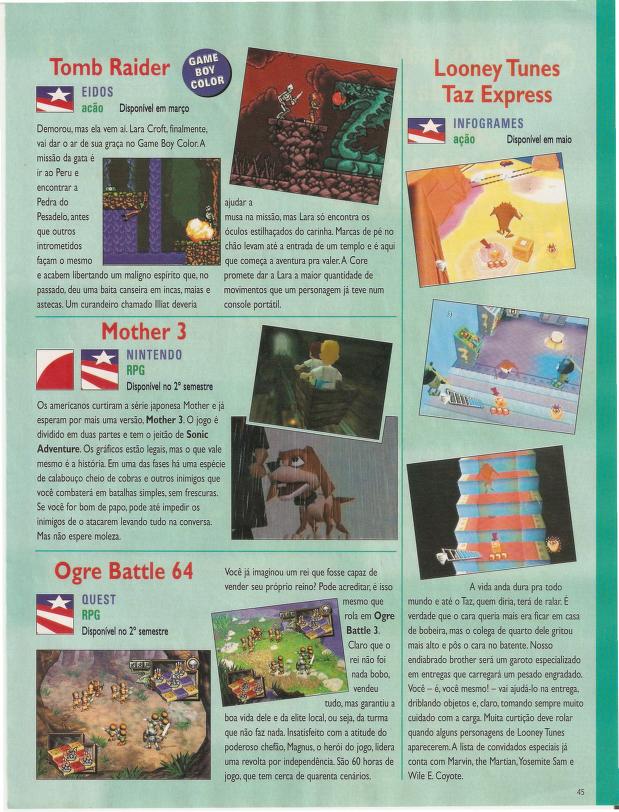 Tomb Raider
GAME
BOY
COLOR
EIDOS
ação Disponível em março
Demorou, mas ela vem aí. Lara Croft, finalmente,
vai dar o ar de sua graça no Game Boy Color. A
missão da gata é
ir ao Peru e
encontrar a
Pedra do
Pesadelo, antes
que outros
intrometidos
façam o mesmo
e acabem libertando um maligno espírito que, no
passado, deu uma baita canseira em incas, maias e
astecas. Um curandeiro chamado Illiat deveria
ajudar a
musa na missão, mas Lara só encontra os
óculos estilhaçados do carinha. Marcas de pé no
chão levam até a entrada de um templo e é aqui
que começa a aventura pra valer. A Core
promete dar a Lara a maior quantidade de
movimentos que um personagem já teve num
console portátil.
Mother 3
NINTENDO
RPG
Disponível no 2º semestre
Os americanos curtiram a série japonesa Mother e já
esperam por mais uma versão, Mother 3. O jogo é
dividido em duas partes e tem o jeitão de Sonic
Adventure. Os gráficos estão legais, mas o que vale
mesmo é a história. Em uma das fases há uma espécie
de calabouço cheio de cobras e outros inimigos que
você combaterá em batalhas simples, sem frescuras.
Se você for bom de papo, pode até impedir os
inimigos de o atacarem levando tudo na conversa.
Mas não espere moleza.
Ogre Battle 64
QUEST
RPG
Disponível no 2º semestre
Você já imaginou um rei que fosse capaz de
vender seu próprio reino? Pode acreditar, é isso
mesmo que
rola em Ogre
Battle 3.
Claro que o
rei não foi
nada bobo,
vendeu
tudo, mas garantiu a
boa vida dele e da elite local, ou seja, da turma
que não faz nada. Insatisfeito com a atitude do
poderoso chefão, Magnus, o herói do jogo, lidera
uma revolta por independência. São 60 horas de
jogo, que tem cerca de quarenta cenários.
Looney Tunes
Taz Express
INFOGRAMES
ação Disponível em maio
A vida anda dura pra todo
mundo e até o Taz, quem diria, terá de ralar. É
verdade que o cara queria mais era ficar em casa
de bobeira, mas o colega de quarto dele gritou
mais alto e pôs o cara no batente. Nosso
endiabrado brother será um garoto especializado
em entregas que carregará um pesado engradado.
Você – é, você mesmo! – vai ajudá-lo na entrega,
driblando objetos e, claro, tomando sempre muito
cuidado com a carga. Muita curtição deve rolar
quando alguns personagens de Looney Tunes
aparecerem. A lista de convidados especiais já
conta com Marvin, the Martian, Yosemite Sam e
Wile E. Coyote.
45